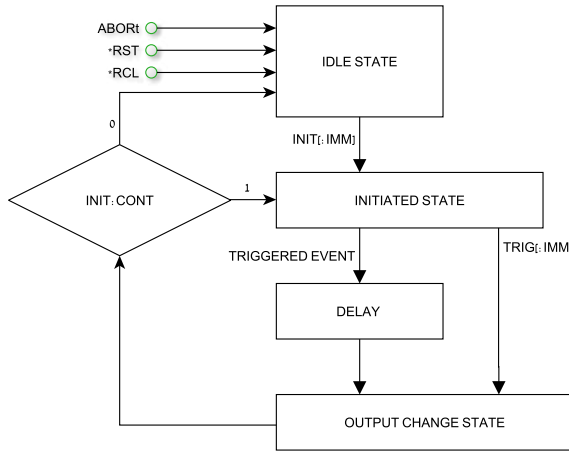 ABORt
*RST
*RCL
IDLE STATE
0
INIT[: IMM]
INIT: CONT
1
INITIATED STATE
TRIGGERED EVENT
TRIG[: IMM
DELAY
OUTPUT CHANGE STATE